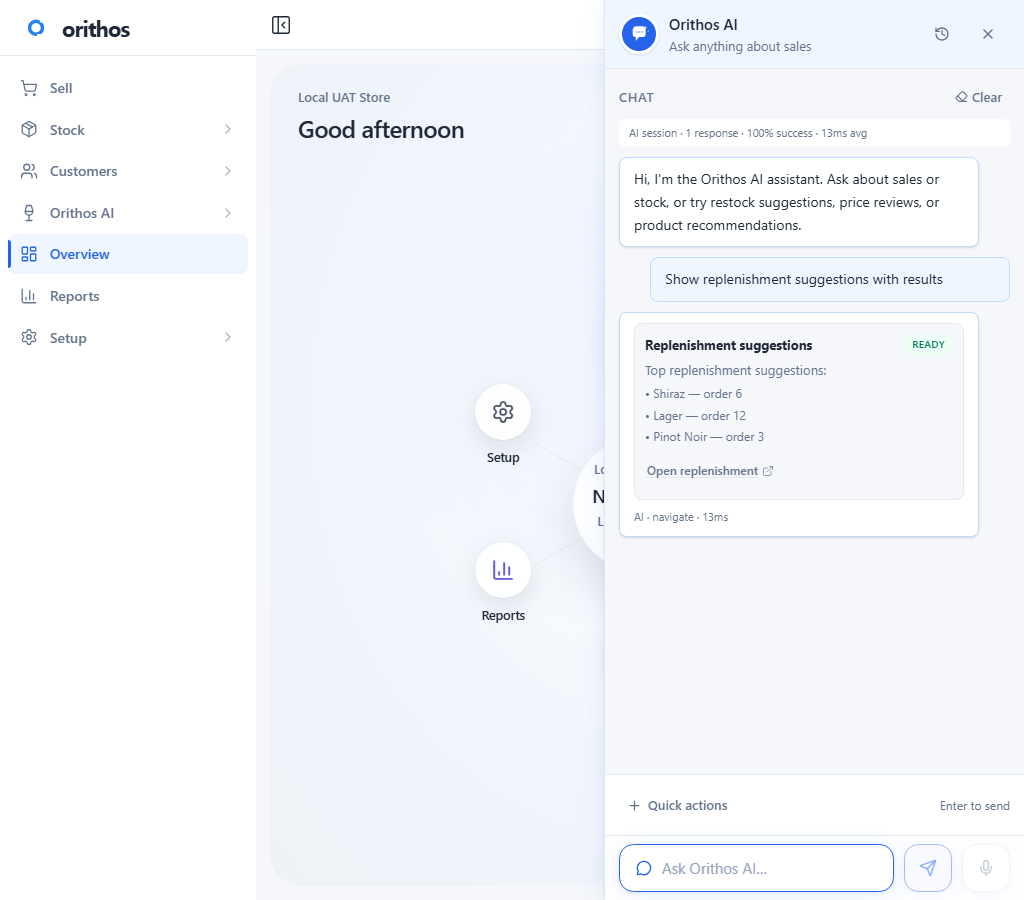 orithos
Sell
Stock
Customers
Orithos AI
Overview
Reports
Setup
Local UAT Store
Good afternoon
Setup
Reports
Lo
N
L
Orithos AI
Ask anything about sales
CHAT
Clear
AI session · 1 response · 100% success · 13ms avg
Hi, I'm the Orithos AI assistant. Ask about sales or
stock, or try restock suggestions, price reviews, or
product recommendations.
Show replenishment suggestions with results
Replenishment suggestions
READY
Top replenishment suggestions:
• Shiraz — order 6
• Lager — order 12
• Pinot Noir — order 3
Open replenishment
AI · navigate · 13ms
Quick actions
Enter to send
Ask Orithos AI...